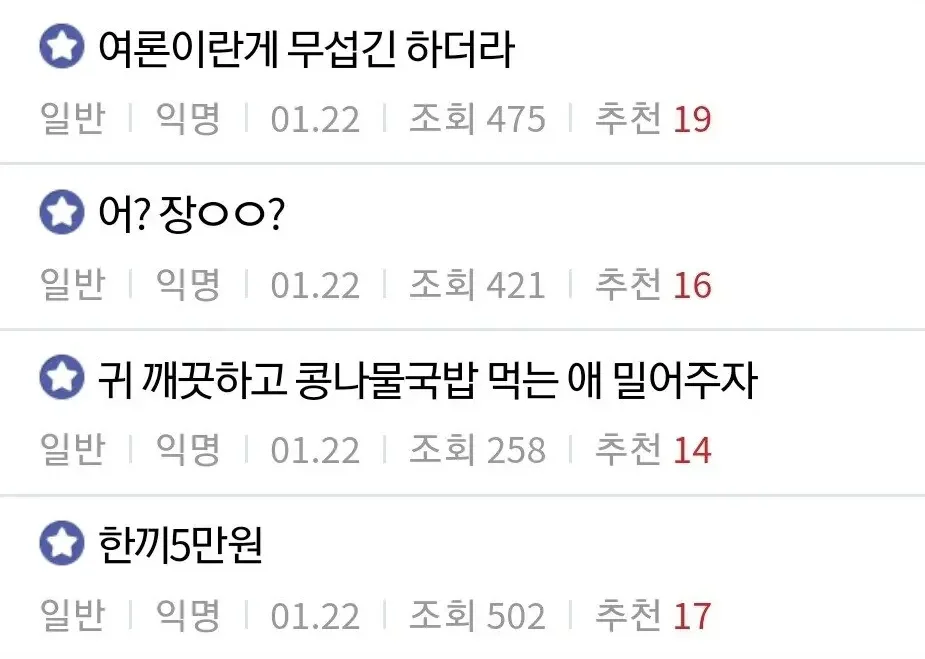 여론이란게 무섭긴 하더라
일반 | 익명 | 01.22 | 조회 475 | 추천 19
어? 장ㅇㅇ?
일반 | 익명 | 01.22 | 조회 421 | 추천 16
귀 깨끗하고 콩나물국밥 먹는 애 밀어주자
일반 | 익명 | 01.22 | 조회 258 | 추천 14
한끼5만원
일반 | 익명 | 01.22 | 조회 502 | 추천 17